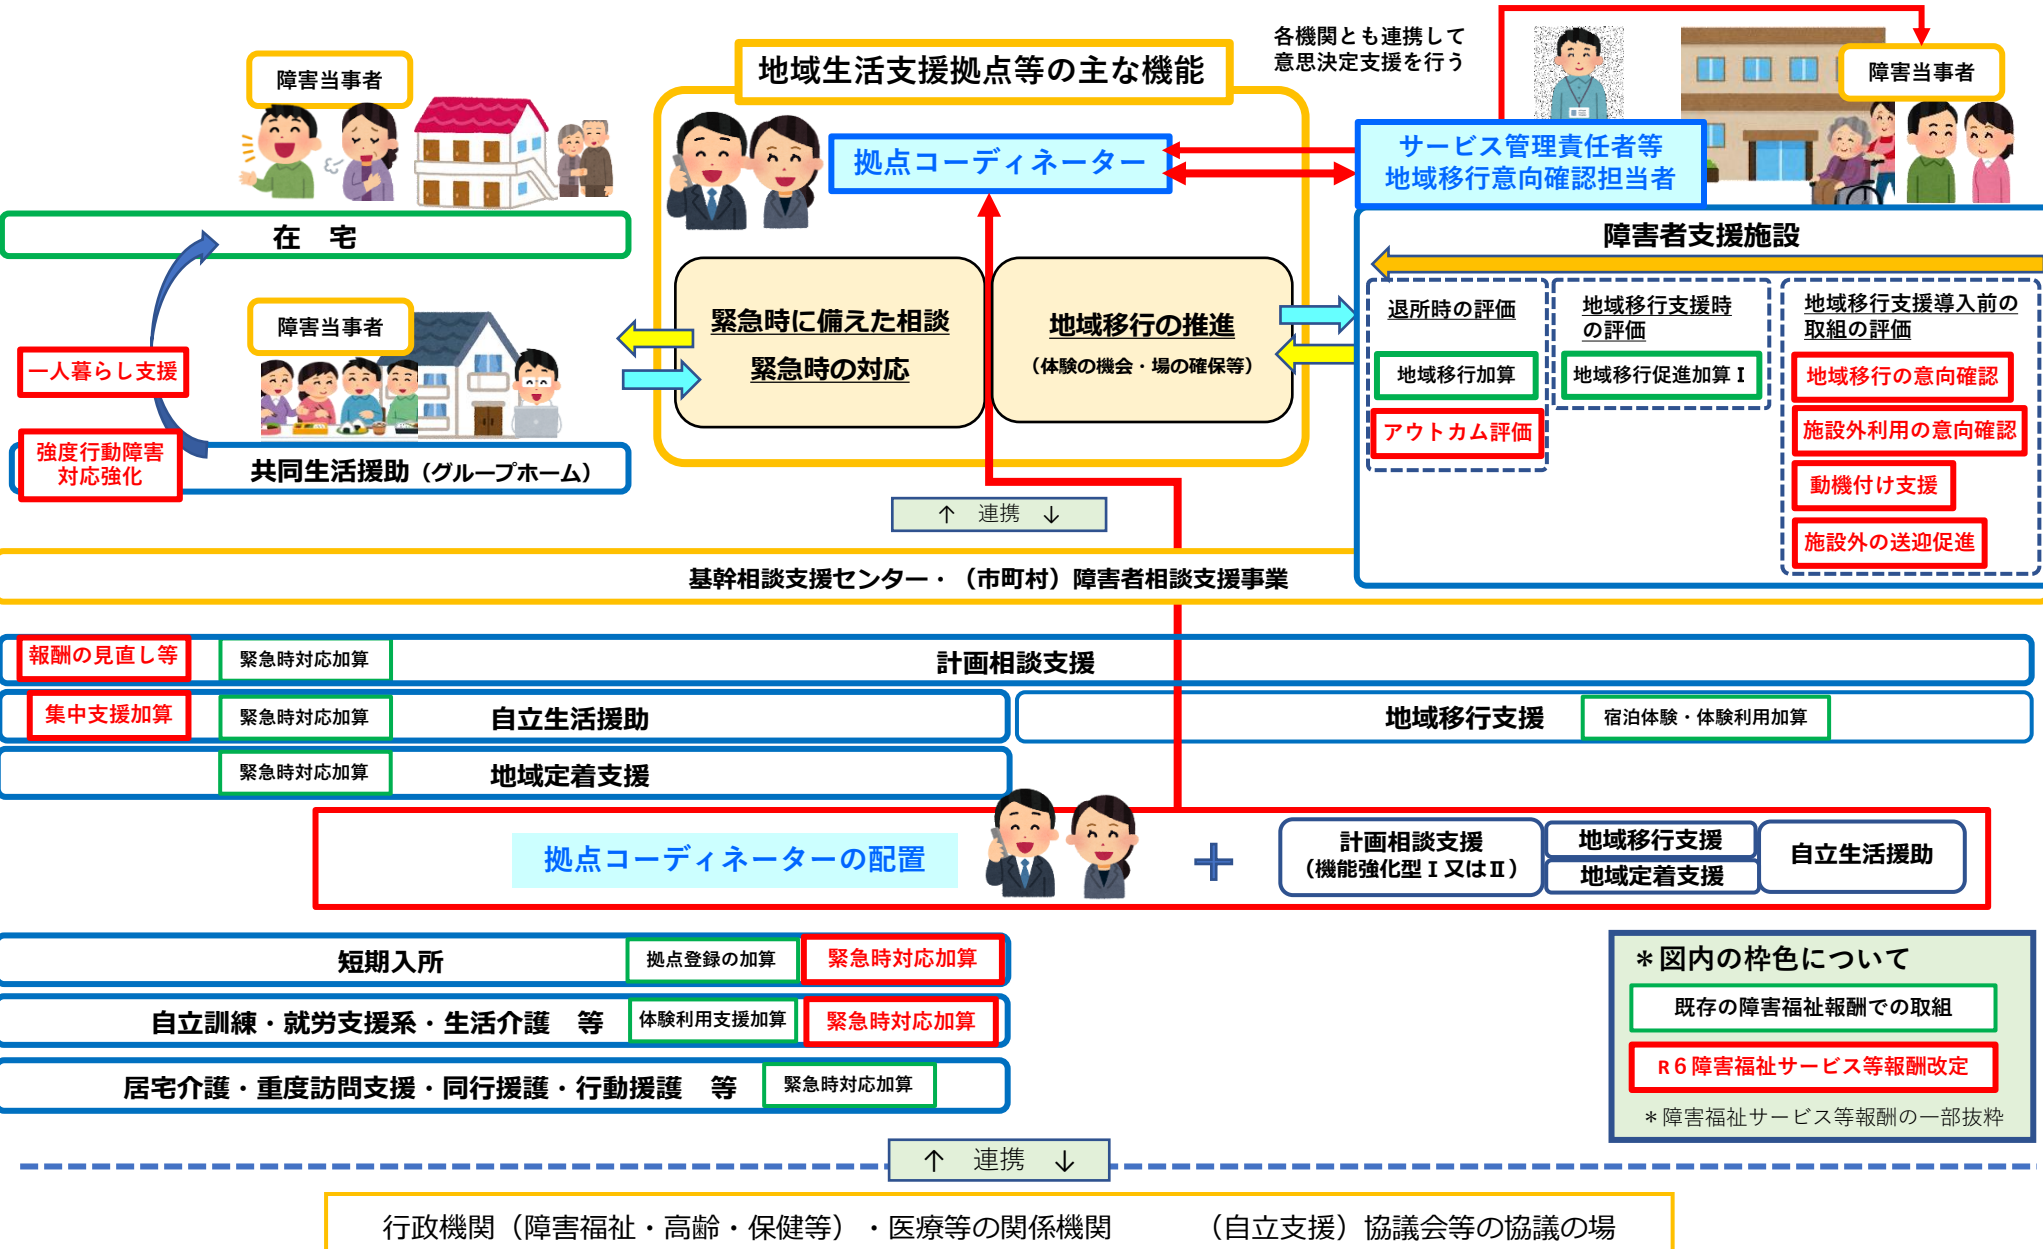 各機関とも連携して
意思決定支援を行う
地域生活支援拠点等の主な機能
障害当事者
障害当事者
拠点コーディネーター
サービス管理責任者等
地域移行意向確認担当者
在　宅
障害者支援施設
緊急時に備えた相談
緊急時の対応
地域移行の推進
（体験の機会・場の確保等）
退所時の評価
地域移行加算
アウトカム評価
地域移行支援時
の評価
地域移行促進加算Ⅰ
地域移行支援導入前の
取組の評価
地域移行の意向確認
施設外利用の意向確認
動機付け支援
施設外の送迎促進
障害当事者
一人暮らし支援
強度行動障害
対応強化
共同生活援助（グループホーム）
↑　連携　↓
基幹相談支援センター・（市町村）障害者相談支援事業
報酬の見直し等
緊急時対応加算
計画相談支援
集中支援加算
緊急時対応加算
自立生活援助
地域移行支援
宿泊体験・体験利用加算
緊急時対応加算
地域定着支援
拠点コーディネーターの配置
＋
計画相談支援
（機能強化型Ⅰ又はⅡ）
地域移行支援
地域定着支援
自立生活援助
短期入所
拠点登録の加算
緊急時対応加算
自立訓練・就労支援系・生活介護　等
体験利用支援加算
緊急時対応加算
居宅介護・重度訪問支援・同行援護・行動援護　等
緊急時対応加算
＊図内の枠色について
既存の障害福祉報酬での取組
R６障害福祉サービス等報酬改定
＊障害福祉サービス等報酬の一部抜粋
↑　連携　↓
行政機関（障害福祉・高齢・保健等）・医療等の関係機関　　　（自立支援）協議会等の協議の場